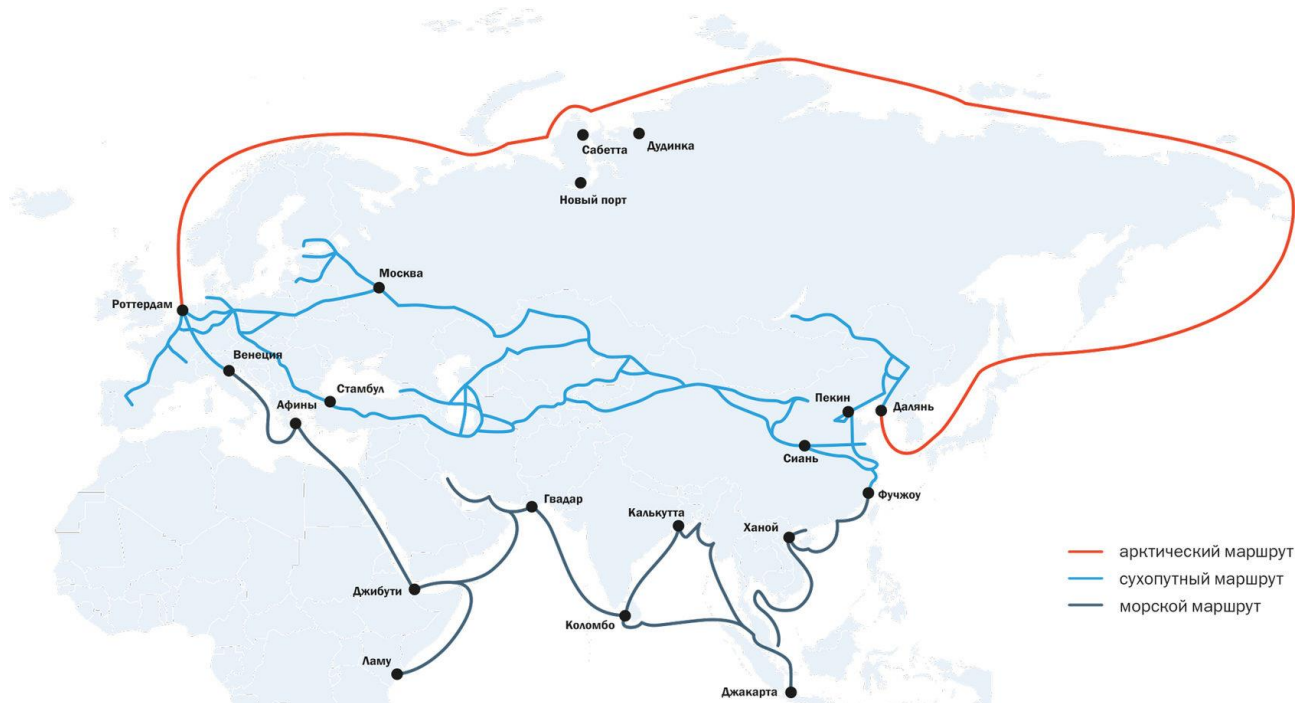 Сабетта
Дудинка
Новый порт
Москва
Роттердам
Венеция
Стамбул
Афины
Пекин
Далянь
Сиань
Фучжоу
Гвадар
Калькутта
Ханой
Джибути
Коломбо
Ламу
Джакарта
арктический маршрут
сухопутный маршрут
морской маршрут